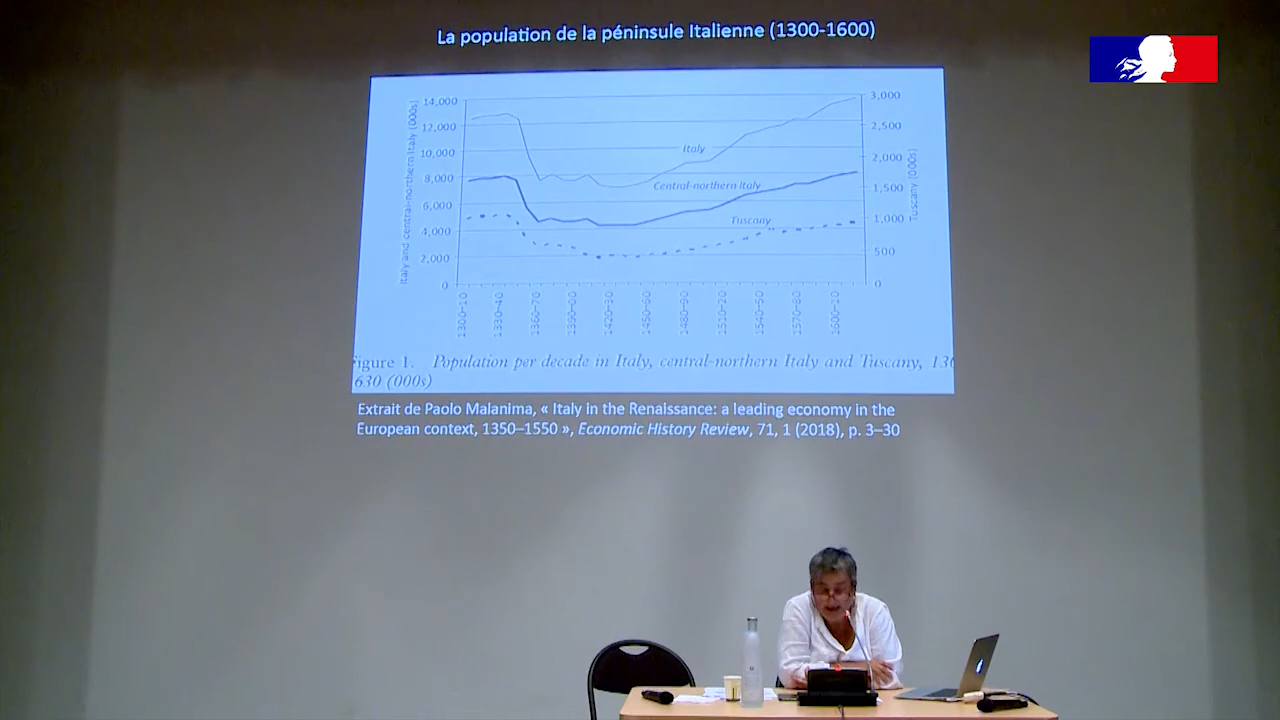 La population de la péninsule Italienne (1300-1600)
14,000
12,000
10,000
8,000
6,000
4,000
2,000
0
Italy and central-northern Italy (000s)
3,000
2,500
2,000
1,500
1,000
500
0
Tuscany (000s)
Italy
Central-northern Italy
Tuscany
1300–10
1330–40
1360–70
1390–00
1420–30
1450–60
1480–90
1510–20
1540–50
1570–80
1600–10
igure 1. Population per decade in Italy, central-northern Italy and Tuscany, 130
630 (000s)
Extrait de Paolo Malanima, « Italy in the Renaissance: a leading economy in the
European context, 1350–1550 », Economic History Review, 71, 1 (2018), p. 3–30